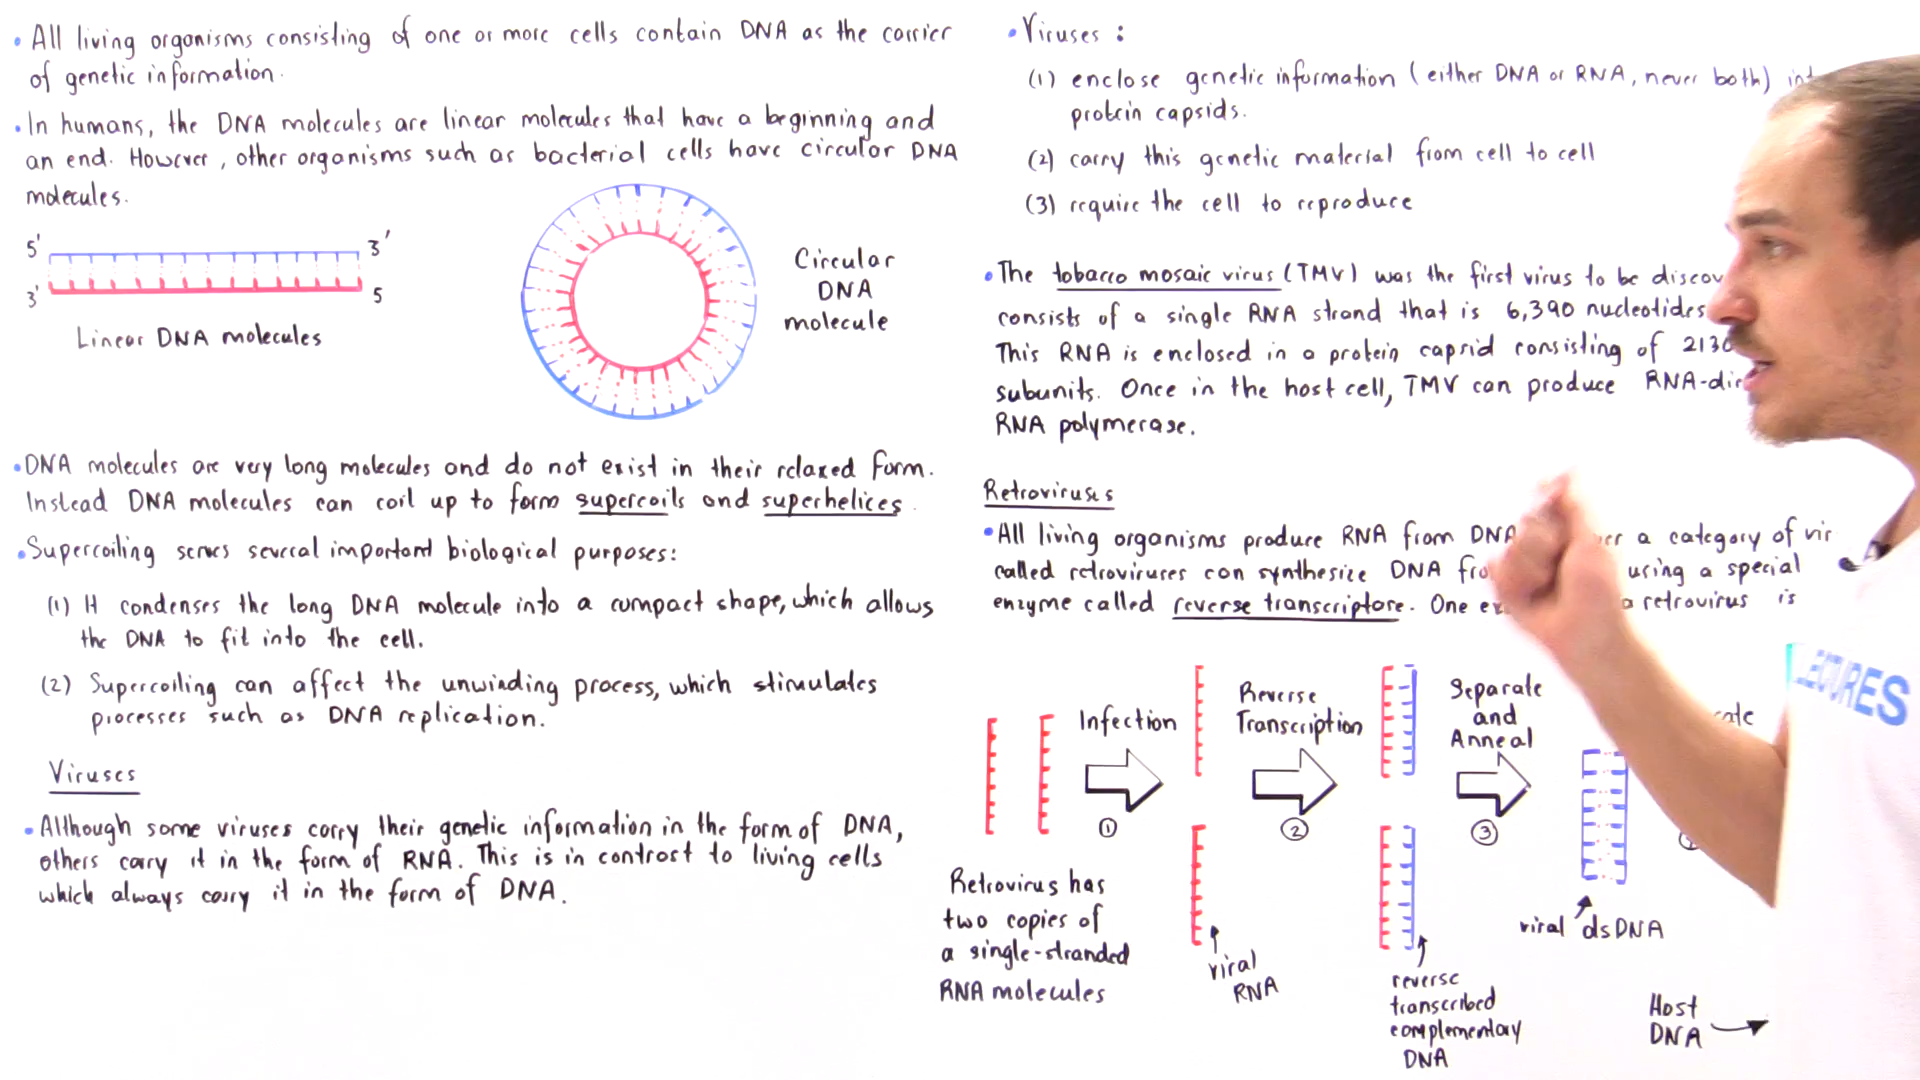 • All living organisms consisting of one or more cells contain DNA as the carrier
of genetic information.
• In humans, the DNA molecules are linear molecules that have a beginning and
an end. However, other organisms such as bacterial cells have circular DNA
molecules.
5' 3'
3' 5
Linear DNA molecules
Circular
DNA
molecule
• DNA molecules are very long molecules and do not exist in their relaxed form.
Instead DNA molecules can coil up to form supercoils and superhelices.
• Supercoiling serves several important biological purposes:
(1) It condenses the long DNA molecule into a compact shape, which allows
the DNA to fit into the cell.
(2) Supercoiling can affect the unwinding process, which stimulates
processes such as DNA replication.
Viruses
• Although some viruses carry their genetic information in the form of DNA,
others carry it in the form of RNA. This is in contrast to living cells
which always carry it in the form of DNA.
• Viruses:
(1) enclose genetic information (either DNA or RNA, never both)
protein capsids.
(2) carry this genetic material from cell to cell
(3) require the cell to reproduce
• The tobacco mosaic virus (TMV) was the first virus to be
consists of a single RNA strand that is 6,390 nucleotides
This RNA is enclosed in a protein capsid consisting of 2130
subunits. Once in the host cell, TMV can produce
RNA polymerase.
Retroviruses
• All living organisms produce RNA from DNA a category of
called retroviruses can synthesize DNA using a special
enzyme called reverse transcriptase. One a retrovirus is
Infection
①
Reverse
Transcription
②
Separate
and
Anneal
③
Retrovirus has
two copies of
a single-stranded
RNA molecules
viral
RNA
reverse
transcribed
complementary
DNA
viral dsDNA
Host
DNA
LECTURES